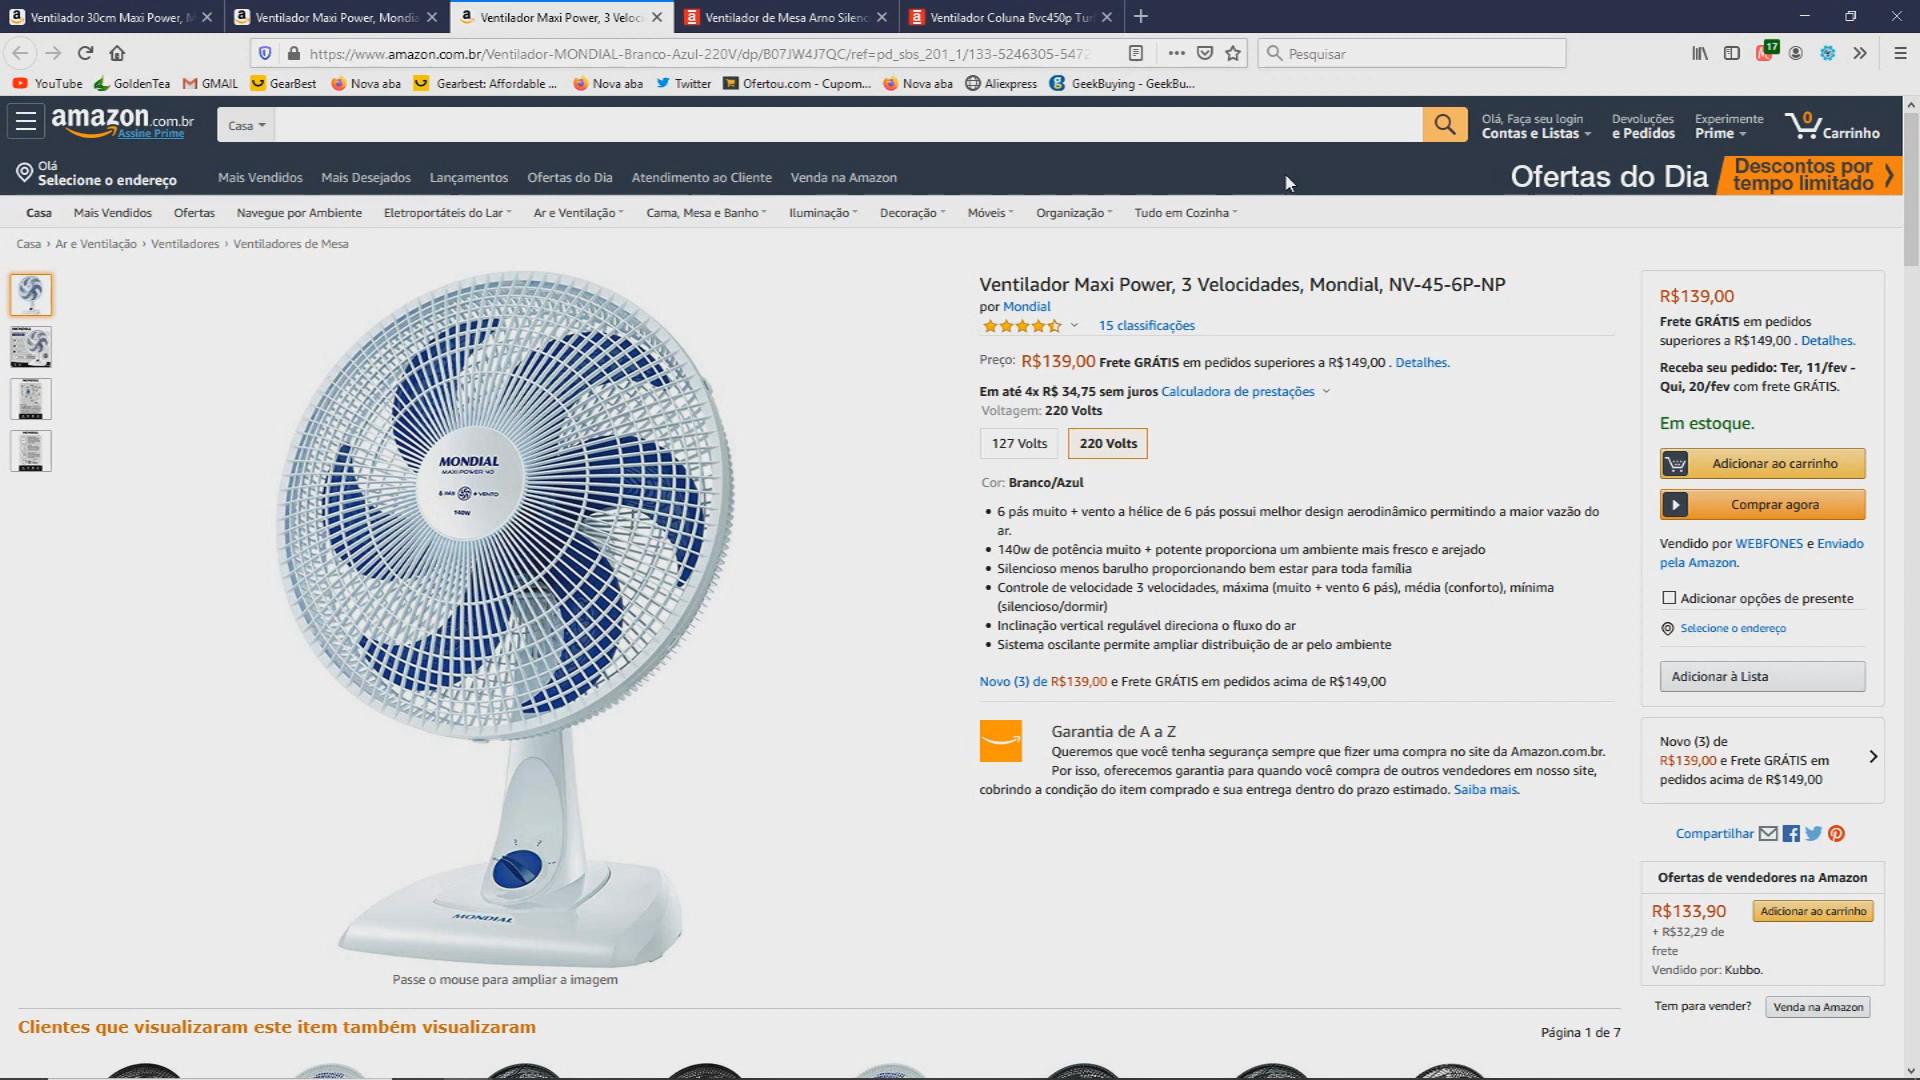 Ventilador 30cm Maxi Power, M
Ventilador Maxi Power, Mondia
Ventilador Maxi Power, 3 Veloci
Ventilador de Mesa Arno Silenc
Ventilador Coluna Bvc450p Tur
https://www.amazon.com.br/Ventilador-MONDIAL-Branco-Azul-220V/dp/B07JW4J7QC/ref=pd_sbs_201_1/133-5246305-5472
Pesquisar
17
YouTube
GoldenTea
GMAIL
GearBest
Nova aba
Gearbest: Affordable ...
Nova aba
Twitter
Ofertou.com - Cupom...
Nova aba
Aliexpress
GeekBuying - GeekBu...
amazon.com.br
Assine Prime
Casa
Olá, Faça seu login
Contas e Listas
Devoluções
e Pedidos
Experimente
Prime
0
Carrinho
Olá
Selecione o endereço
Mais Vendidos
Mais Desejados
Lançamentos
Ofertas do Dia
Atendimento ao Cliente
Venda na Amazon
Ofertas do Dia
Descontos por
tempo limitado
Casa
Mais Vendidos
Ofertas
Navegue por Ambiente
Eletroportáteis do Lar
Ar e Ventilação
Cama, Mesa e Banho
Iluminação
Decoração
Móveis
Organização
Tudo em Cozinha
Casa › Ar e Ventilação › Ventiladores › Ventiladores de Mesa
MONDIAL
MAXI POWER 40
6 PÁS + VENTO
140W
MONDIAL
Passe o mouse para ampliar a imagem
Ventilador Maxi Power, 3 Velocidades, Mondial, NV-45-6P-NP
por Mondial
15 classificações
Preço: R$139,00 Frete GRÁTIS em pedidos superiores a R$149,00 . Detalhes.
Em até 4x R$ 34,75 sem juros Calculadora de prestações
Voltagem: 220 Volts
127 Volts
220 Volts
Cor: Branco/Azul
• 6 pás muito + vento a hélice de 6 pás possui melhor design aerodinâmico permitindo a maior vazão do
ar.
• 140w de potência muito + potente proporciona um ambiente mais fresco e arejado
• Silencioso menos barulho proporcionando bem estar para toda família
• Controle de velocidade 3 velocidades, máxima (muito + vento 6 pás), média (conforto), mínima
(silencioso/dormir)
• Inclinação vertical regulável direciona o fluxo do ar
• Sistema oscilante permite ampliar distribuição de ar pelo ambiente
Novo (3) de R$139,00 e Frete GRÁTIS em pedidos acima de R$149,00
Garantia de A a Z
Queremos que você tenha segurança sempre que fizer uma compra no site da Amazon.com.br.
Por isso, oferecemos garantia para quando você compra de outros vendedores em nosso site,
cobrindo a condição do item comprado e sua entrega dentro do prazo estimado. Saiba mais.
R$139,00
Frete GRÁTIS em pedidos
superiores a R$149,00 . Detalhes.
Receba seu pedido: Ter, 11/fev -
Qui, 20/fev com frete GRÁTIS.
Em estoque.
Adicionar ao carrinho
Comprar agora
Vendido por WEBFONES e Enviado
pela Amazon.
Adicionar opções de presente
Selecione o endereço
Adicionar à Lista
Novo (3) de
R$139,00 e Frete GRÁTIS em
pedidos acima de R$149,00
Compartilhar
Ofertas de vendedores na Amazon
R$133,90
Adicionar ao carrinho
+ R$32,29 de
frete
Vendido por: Kubbo.
Tem para vender?
Venda na Amazon
Clientes que visualizaram este item também visualizaram
Página 1 de 7